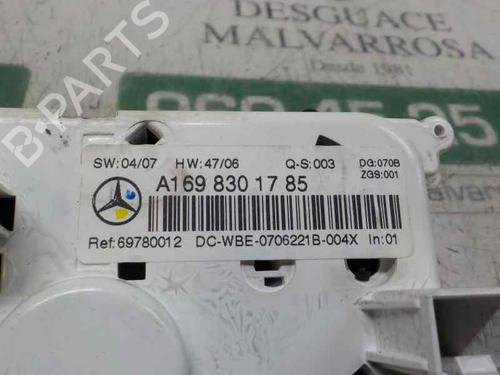 DESGUACE
MALVARROSA
Desde 1981
B-PARTS
SW:04/07 HW:47/06 Q-S:003 DG:070B
ZGS:001
A169 830 17 85
Ref:69780012 DC-WBE-0706221B-004X In:01